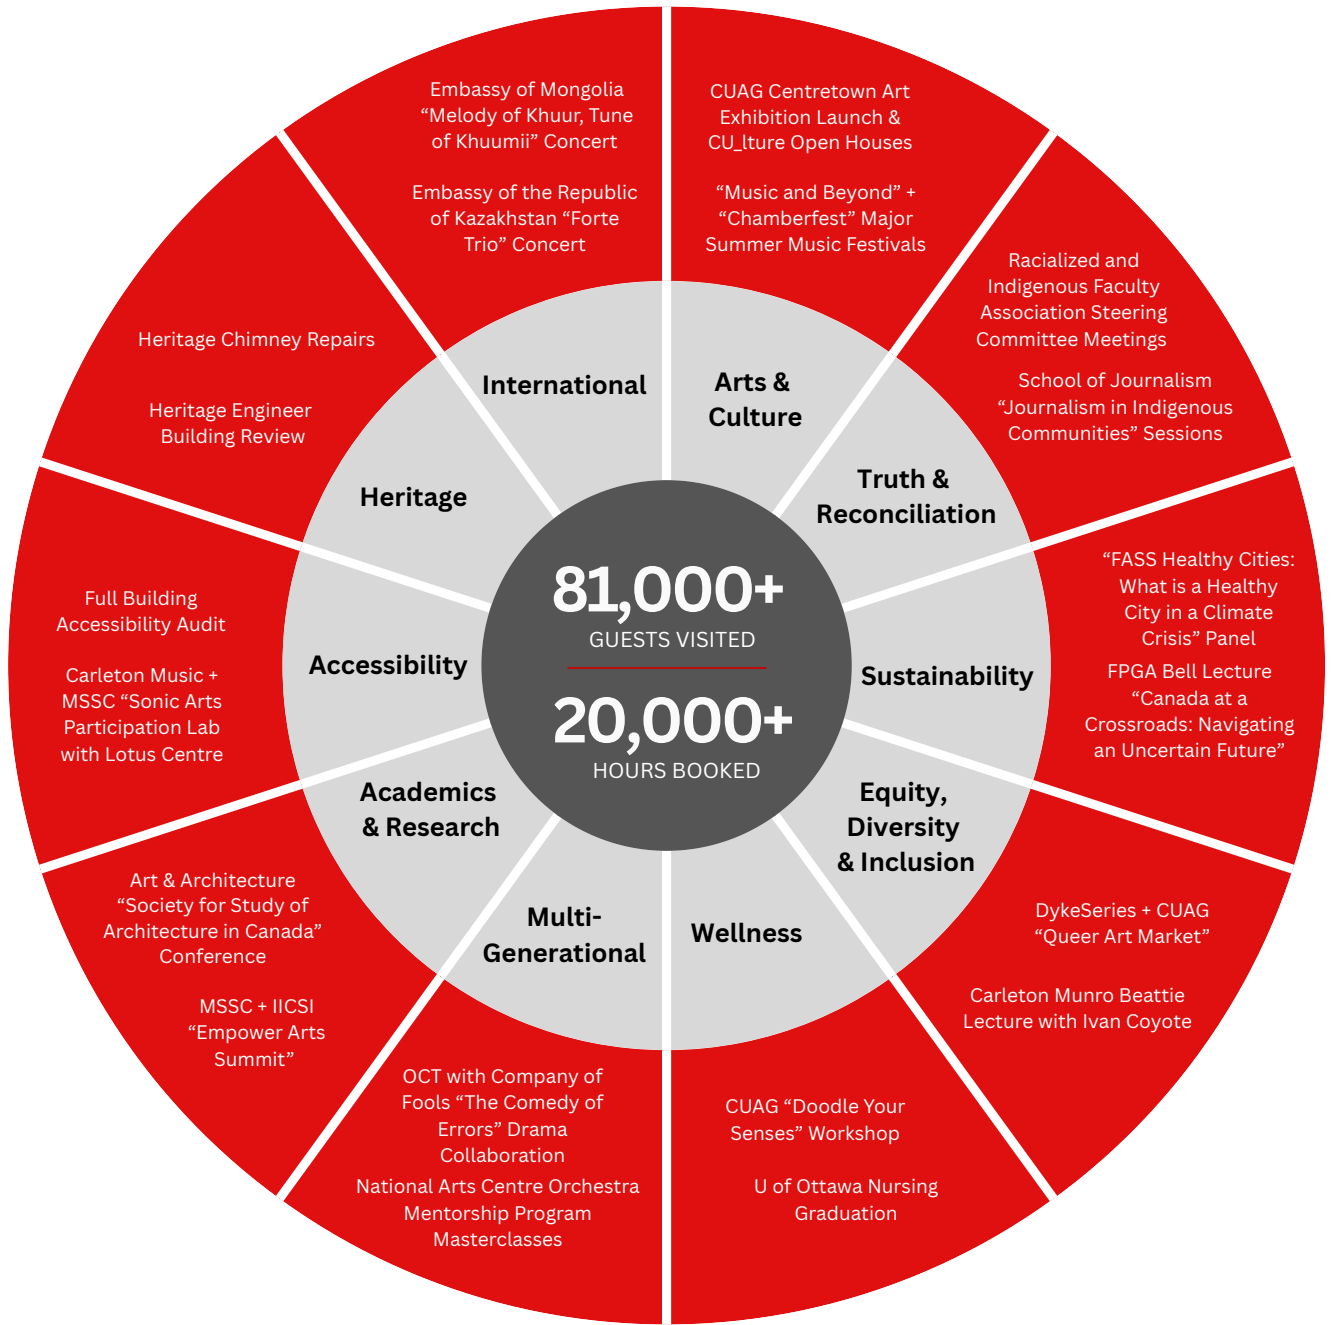 81,000+
GUESTS VISITED
20,000+
HOURS BOOKED
Arts &
Culture
CUAG Centretown Art
Exhibition Launch &
CU_lture Open Houses
“Music and Beyond” +
“Chamberfest” Major
Summer Music Festivals
Truth &
Reconciliation
Racialized and
Indigenous Faculty
Association Steering
Committee Meetings
School of Journalism
“Journalism in Indigenous
Communities” Sessions
Sustainability
“FASS Healthy Cities:
What is a Healthy
City in a Climate
Crisis” Panel
FPGA Bell Lecture
“Canada at a
Crossroads: Navigating
an Uncertain Future”
Equity,
Diversity
& Inclusion
DykeSeries + CUAG
“Queer Art Market”
Carleton Munro Beattie
Lecture with Ivan Coyote
Wellness
CUAG “Doodle Your
Senses” Workshop
U of Ottawa Nursing
Graduation
Multi-
Generational
OCT with Company of
Fools “The Comedy of
Errors” Drama
Collaboration
National Arts Centre Orchestra
Mentorship Program
Masterclasses
Academics
& Research
Art & Architecture
“Society for Study of
Architecture in Canada”
Conference
MSSC + IICSI
“Empower Arts
Summit”
Accessibility
Full Building
Accessibility Audit
Carleton Music +
MSSC “Sonic Arts
Participation Lab
with Lotus Centre
Heritage
Heritage Chimney Repairs
Heritage Engineer
Building Review
International
Embassy of Mongolia
“Melody of Khuur, Tune
of Khuumii” Concert
Embassy of the Republic
of Kazakhstan “Forte
Trio” Concert